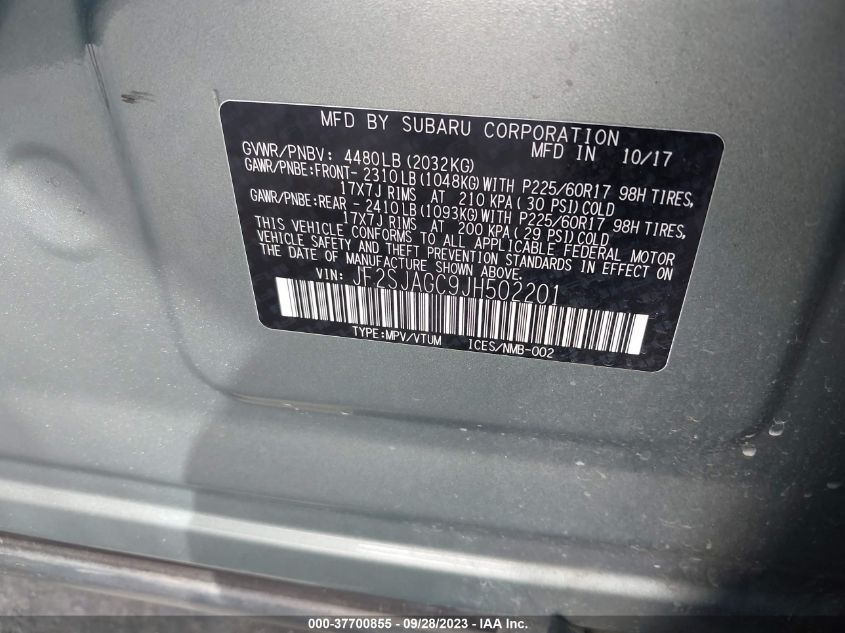 MFD BY SUBARU CORPORATION
MFD IN 10/17
GVWR/PNBV: 4480LB(2032KG)
GAWR/PNBE:FRONT- 2310LB(1048KG)WITH P225/60R17 98H TIRES,
17X7J RIMS AT 210 KPA(30 PSI)COLD
GAWR/PNBE:REAR - 2410LB(1093KG)WITH P225/60R17 98H TIRES,
17X7J RIMS AT 200 KPA(29 PSI)COLD
THIS VEHICLE CONFORMS TO ALL APPLICABLE FEDERAL MOTOR
VEHICLE SAFETY AND THEFT PREVENTION STANDARDS IN EFFECT ON
THE DATE OF MANUFACTURE SHOWN ABOVE.
VIN: JF2SJAGC9JH502201
TYPE:MPV/VTUM ICES/NMB-002
000-37700855 - 09/28/2023 - IAA Inc.